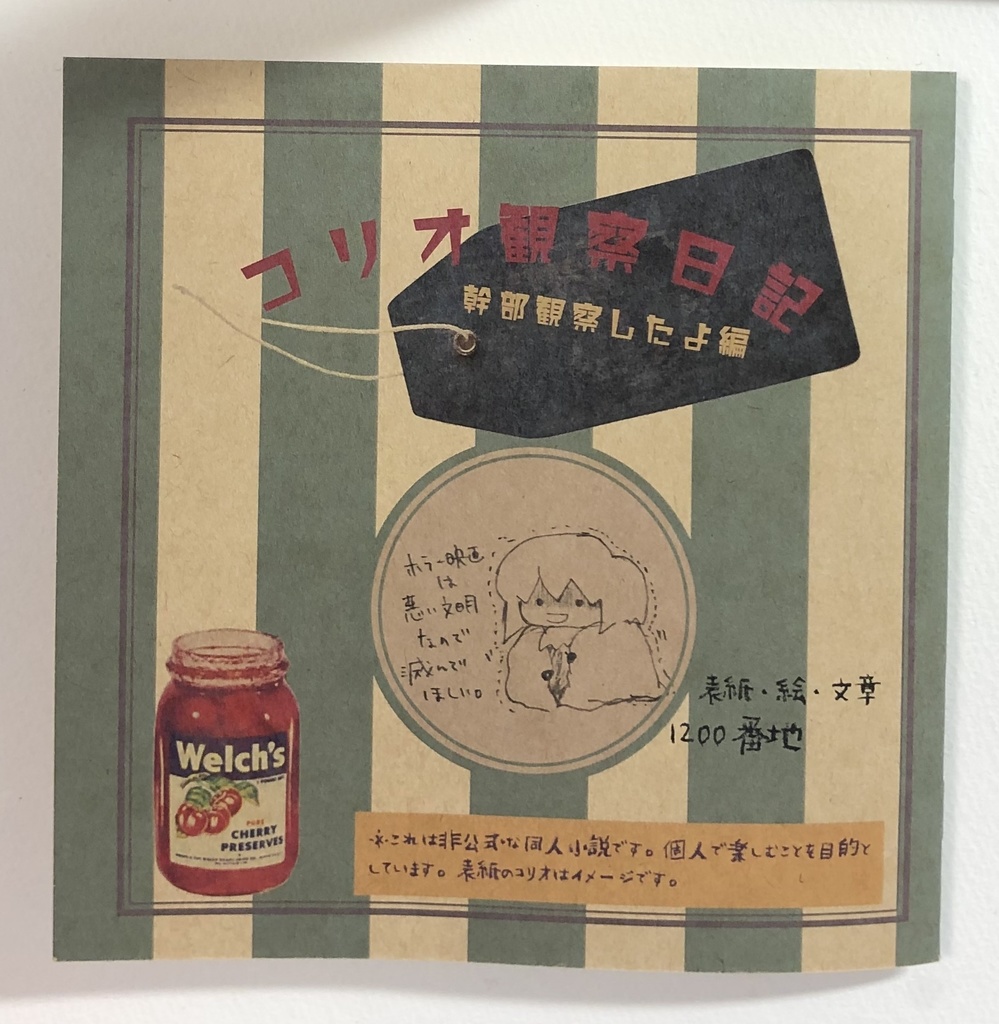 コリオ観察日記
幹部観察したよ編
ホラー映画
は
悪い文明
なので
滅んで
ほしい。
表紙・絵・文章
1200番地
Welch's
PURE
CHERRY
PRESERVES
※これは非公式な同人小説です。個人で楽しむことを目的と
しています。表紙のコリオはイメージです。